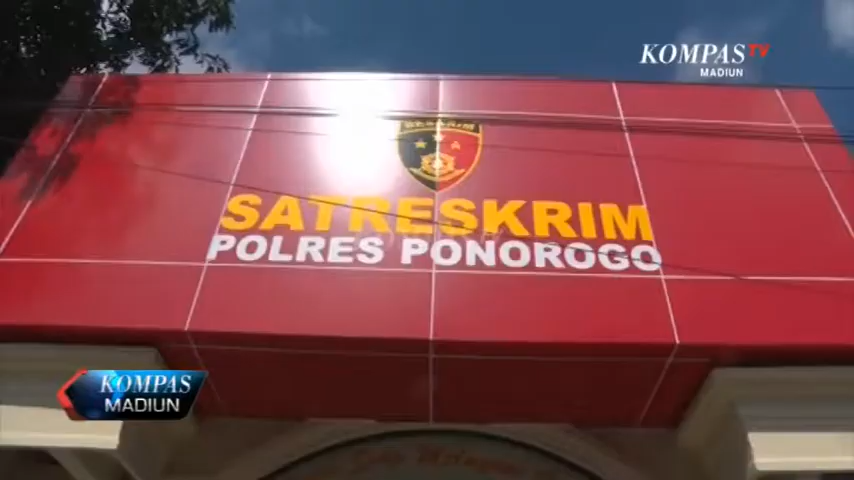 KOMPAS TV
MADIUN
SATRESKRIM
POLRES PONOROGO
KOMPAS
MADIUN